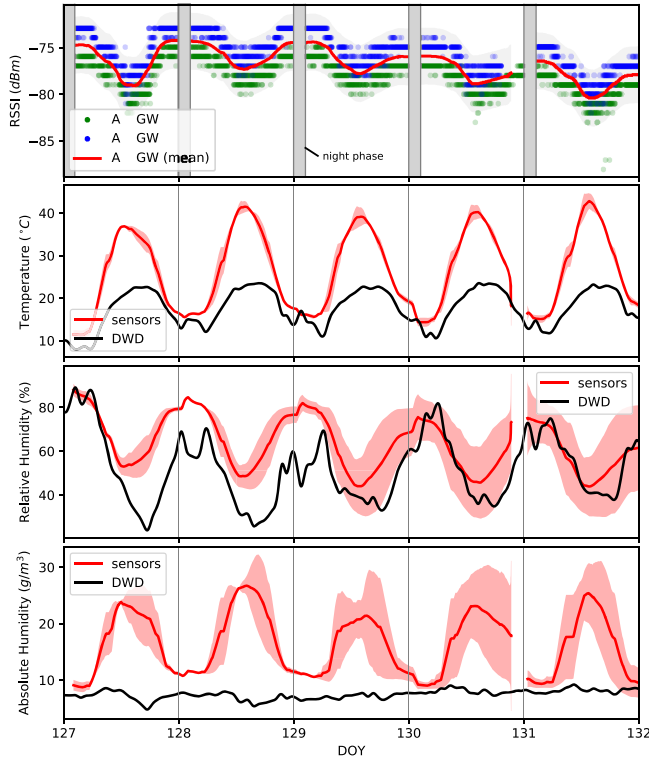 RSSI (dBm)
−75
−80
−85
A GW
A GW
A GW (mean)
night phase
Temperature (°C)
40
30
20
10
sensors
DWD
Relative Humidity (%)
80
60
40
sensors
DWD
Absolute Humidity (g/m³)
30
20
10
sensors
DWD
127
128
129
130
131
132
DOY